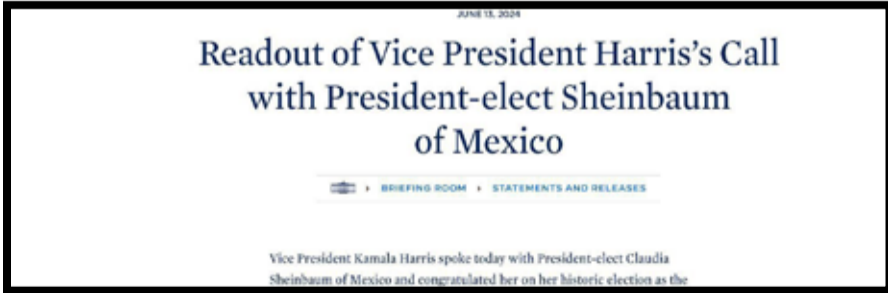 JUNE 13, 2024
Readout of Vice President Harris's Call
with President-elect Sheinbaum
of Mexico
BRIEFING ROOM › STATEMENTS AND RELEASES
Vice President Kamala Harris spoke today with President-elect Claudia
Sheinbaum of Mexico and congratulated her on her historic election as the